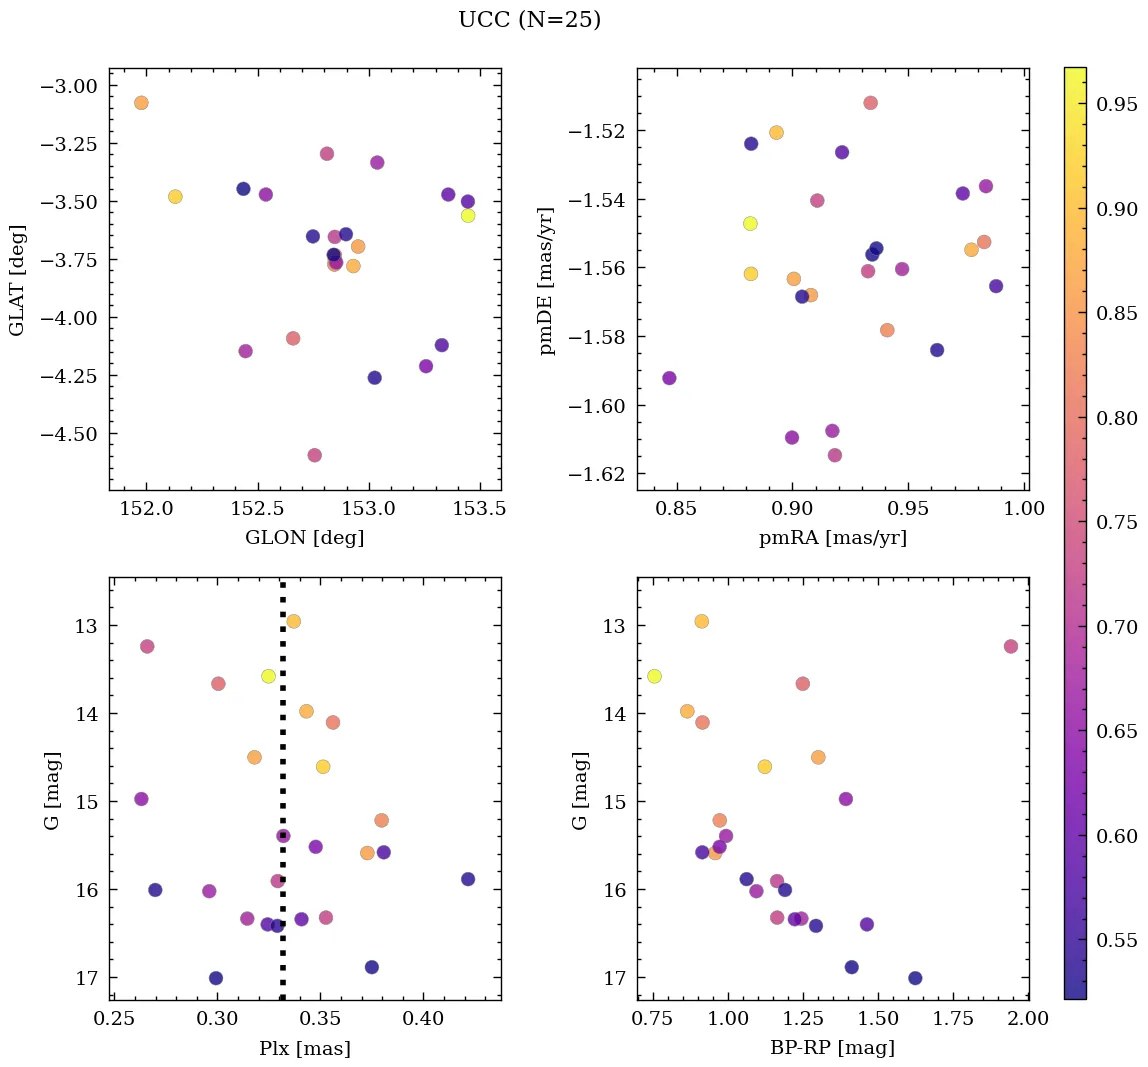 UCC (N=25)
−3.00
−3.25
−3.50
−3.75
−4.00
−4.25
−4.50
GLAT [deg]
152.0 152.5 153.0 153.5
GLON [deg]
−1.52
−1.54
−1.56
−1.58
−1.60
−1.62
pmDE [mas/yr]
0.85 0.90 0.95 1.00
pmRA [mas/yr]
13
14
15
16
17
G [mag]
0.25 0.30 0.35 0.40
Plx [mas]
13
14
15
16
17
G [mag]
0.75 1.00 1.25 1.50 1.75 2.00
BP-RP [mag]
0.95
0.90
0.85
0.80
0.75
0.70
0.65
0.60
0.55